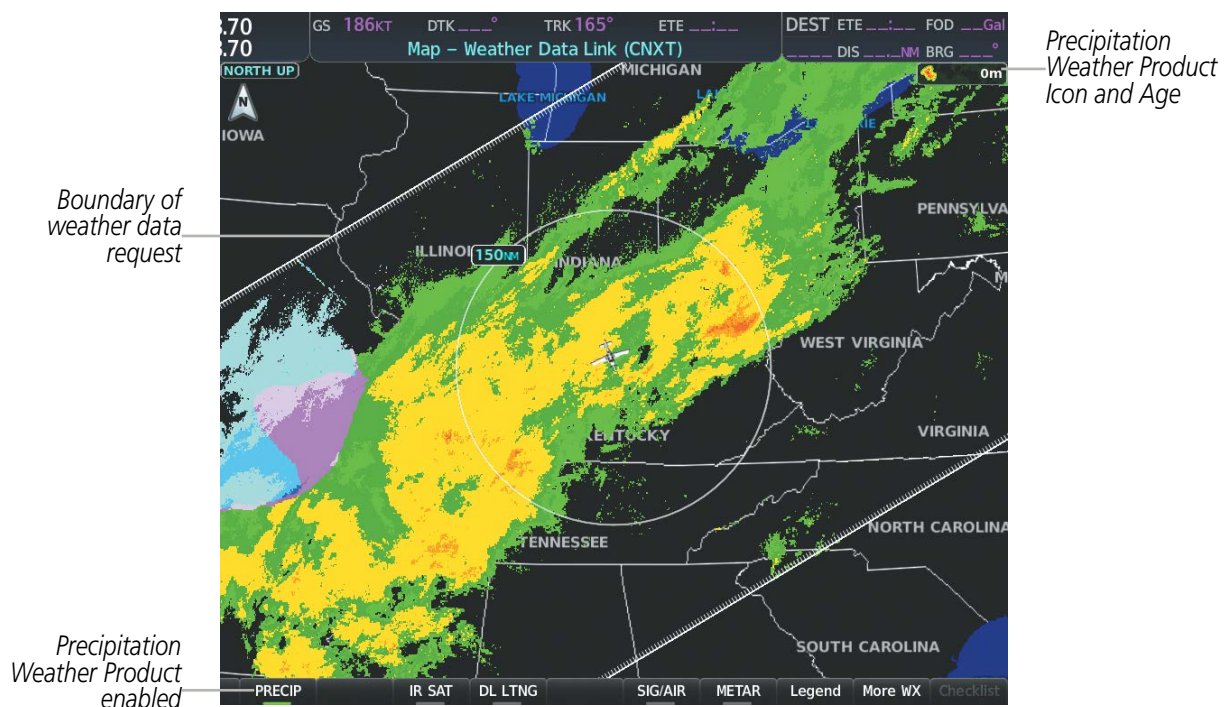 .70
.70
GS 186KT DTK ___° TRK 165° ETE __:__
Map – Weather Data Link (CNXT)
DEST ETE __:__ FOD __Gal
____ DIS __._NM BRG ___°
Precipitation
Weather Product
Icon and Age
NORTH UP
N
0m
MICHIGAN
LAKE MICHIGAN
IOWA
Boundary of
weather data
request
PENNSYLVA
ILLINOI
150NM
INDIANA
M
WEST VIRGINIA
KENTUCKY
VIRGINIA
NORTH CAROLINA
TENNESSEE
SOUTH CAROLINA
Precipitation
Weather Product
enabled
PRECIP IR SAT DL LTNG SIG/AIR METAR Legend More WX Checklist